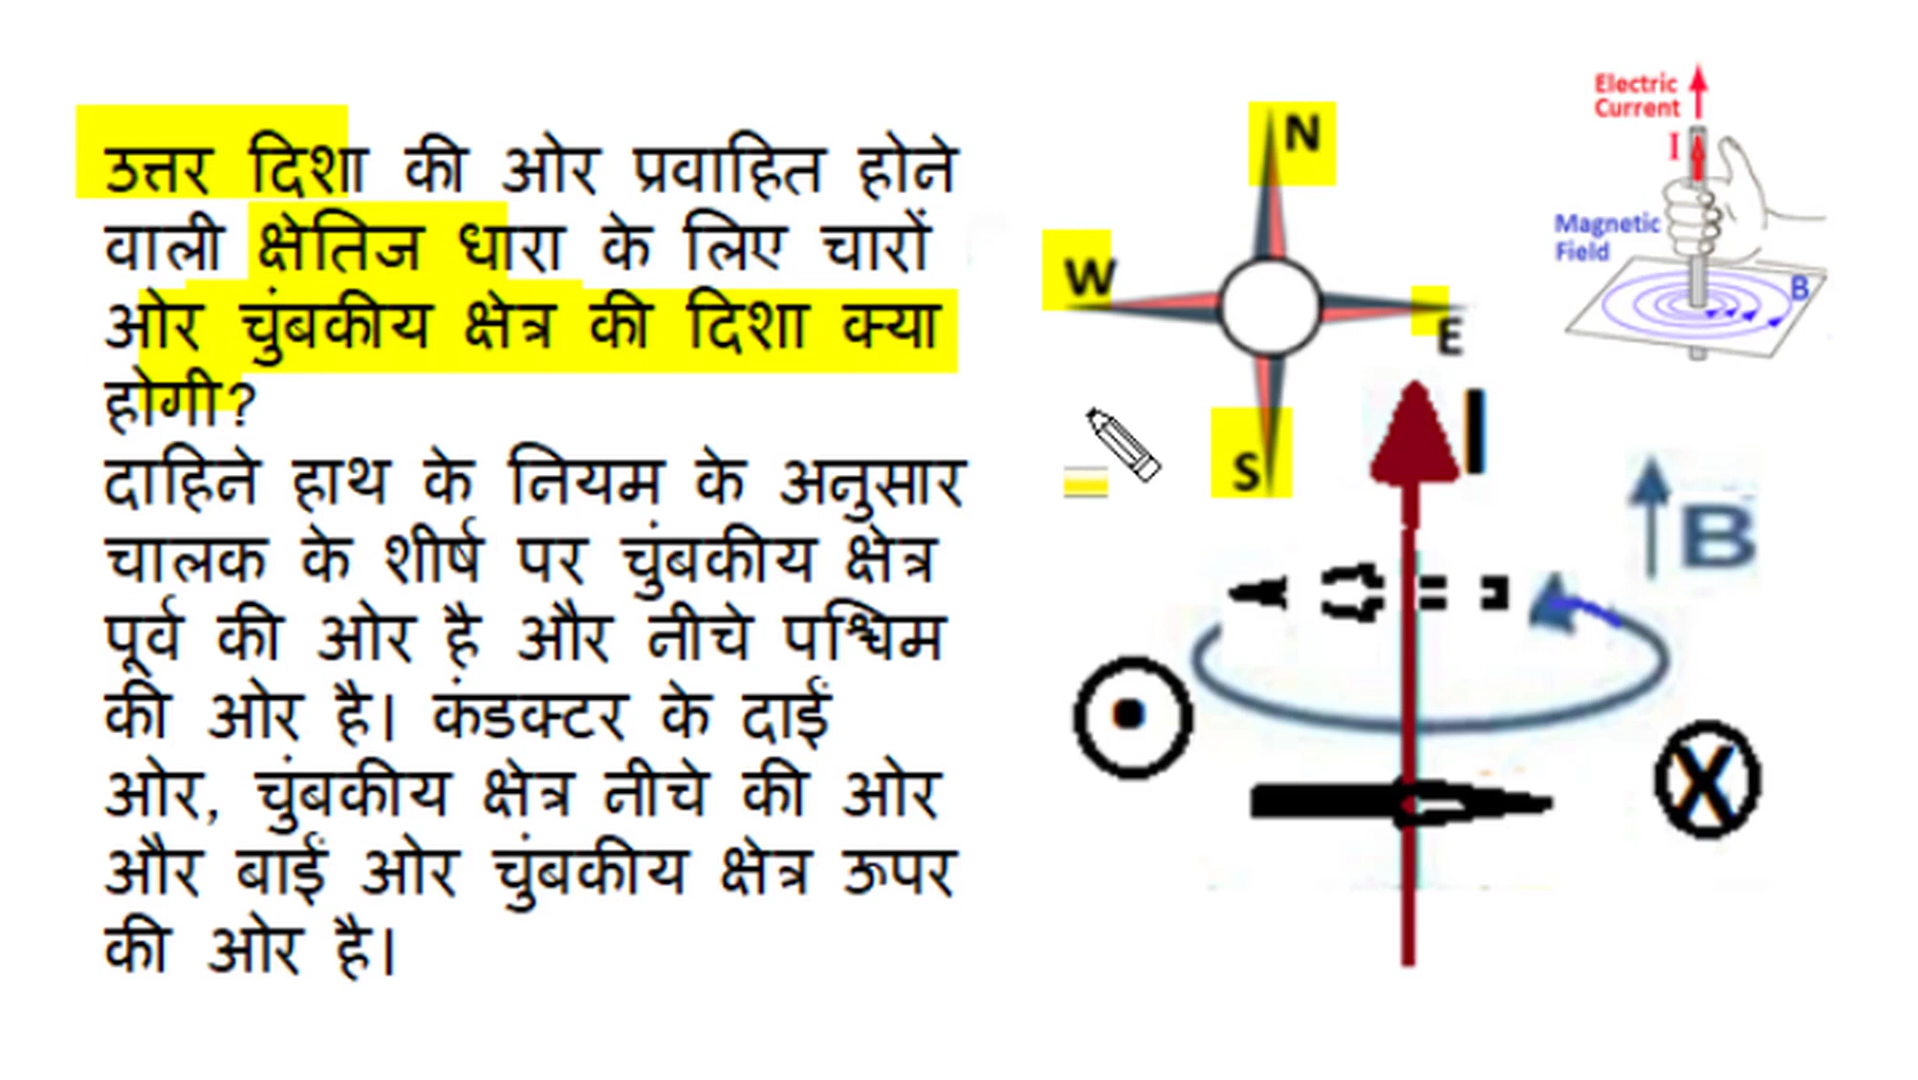 उत्तर दिशा की ओर प्रवाहित होने
वाली क्षेतिज धारा के लिए चारों
ओर चुंबकीय क्षेत्र की दिशा क्या
होगी?
दाहिने हाथ के नियम के अनुसार
चालक के शीर्ष पर चुंबकीय क्षेत्र
पूर्व की ओर है और नीचे पश्चिम
की ओर है। कंडक्टर के दाईं
ओर, चुंबकीय क्षेत्र नीचे की ओर
और बाईं ओर चुंबकीय क्षेत्र ऊपर
की ओर है।
N
W
E
S
Electric
Current
I
Magnetic
Field
B
I
B
X